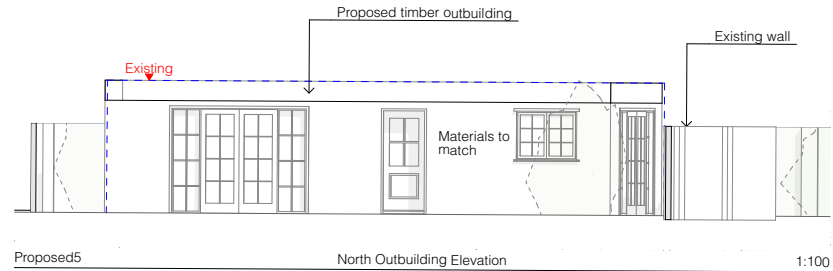 Proposed timber outbuilding
Existing wall
Existing
Materials to
match
Proposed5
North Outbuilding Elevation
1:100